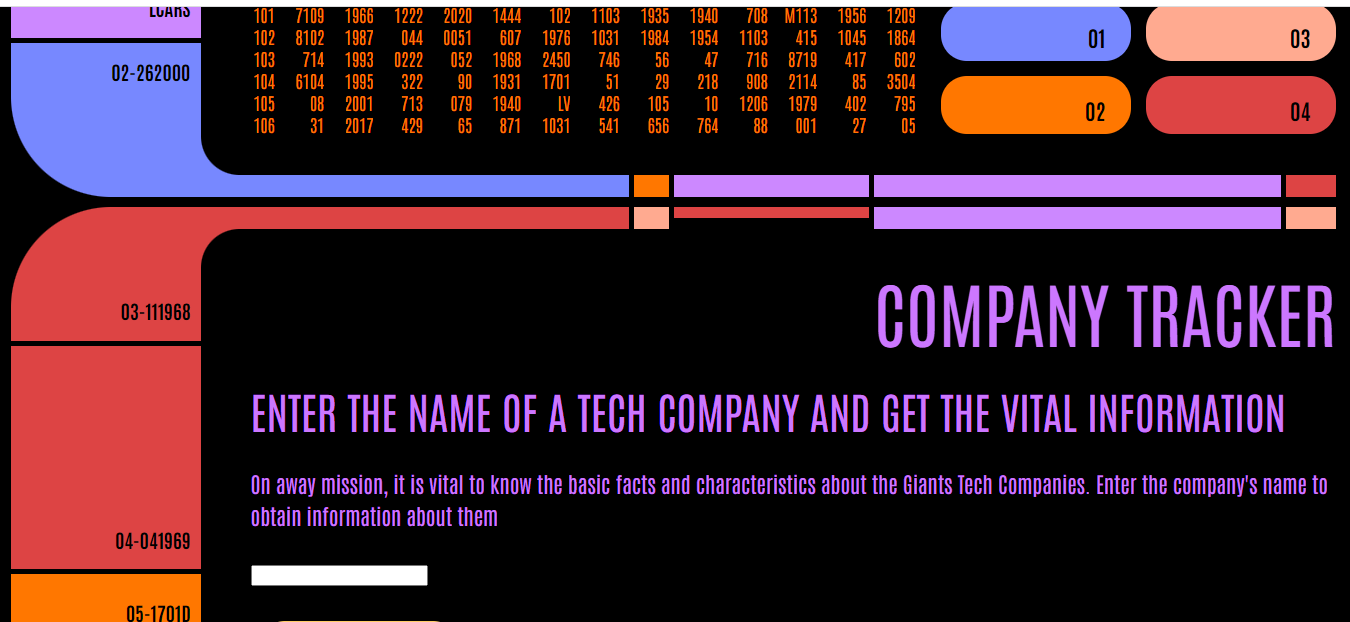 LCARS
02-262000
101 7109 1966 1222 2020 1444 102 1103 1935 1940 708 M113 1956 1209
102 8102 1987 044 0051 607 1976 1031 1984 1954 1103 415 1045 1864
103 714 1993 0222 052 1968 2450 746 56 47 716 8719 417 602
104 6104 1995 322 90 1931 1701 51 29 218 908 2114 85 3504
105 08 2001 713 079 1940 LV 426 105 10 1206 1979 402 795
106 31 2017 429 65 871 1031 541 656 764 88 001 27 05
01
03
02
04
03-111968
COMPANY TRACKER
ENTER THE NAME OF A TECH COMPANY AND GET THE VITAL INFORMATION
On away mission, it is vital to know the basic facts and characteristics about the Giants Tech Companies. Enter the company's name to
obtain information about them
04-041969
05-1701D